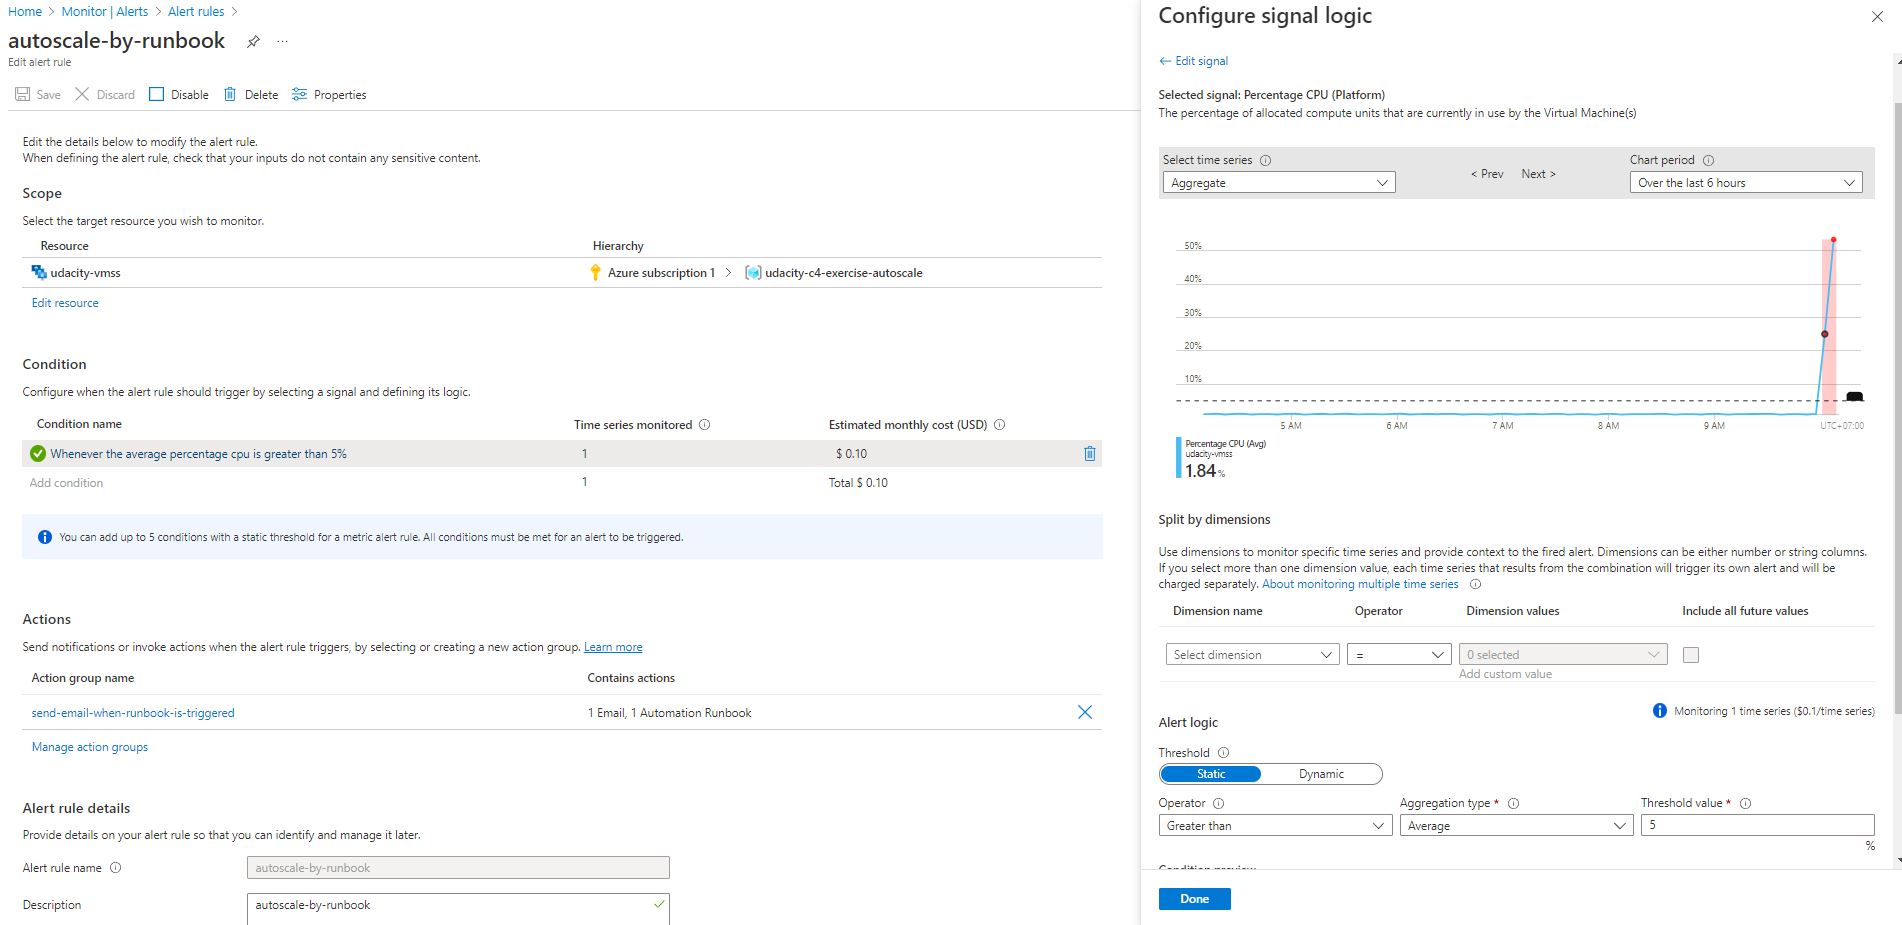 Home > Monitor | Alerts > Alert rules >
autoscale-by-runbook ...
Edit alert rule
Save Discard Disable Delete Properties
Edit the details below to modify the alert rule.
When defining the alert rule, check that your inputs do not contain any sensitive content.
Scope
Select the target resource you wish to monitor.
Resource Hierarchy
udacity-vmss Azure subscription 1 > udacity-c4-exercise-autoscale
Edit resource
Condition
Configure when the alert rule should trigger by selecting a signal and defining its logic.
Condition name Time series monitored Estimated monthly cost (USD)
Whenever the average percentage cpu is greater than 5% 1 $ 0.10
Add condition 1 Total $ 0.10
You can add up to 5 conditions with a static threshold for a metric alert rule. All conditions must be met for an alert to be triggered.
Actions
Send notifications or invoke actions when the alert rule triggers, by selecting or creating a new action group. Learn more
Action group name Contains actions
send-email-when-runbook-is-triggered 1 Email, 1 Automation Runbook
Manage action groups
Alert rule details
Provide details on your alert rule so that you can identify and manage it later.
Alert rule name autoscale-by-runbook
Description autoscale-by-runbook
Configure signal logic
← Edit signal
Selected signal: Percentage CPU (Platform)
The percentage of allocated compute units that are currently in use by the Virtual Machine(s)
Select time series Chart period
Aggregate < Prev Next > Over the last 6 hours
50%
40%
30%
20%
10%
5 AM 6 AM 7 AM 8 AM 9 AM UTC+07:00
Percentage CPU (Avg)
udacity-vmss
1.84%
Split by dimensions
Use dimensions to monitor specific time series and provide context to the fired alert. Dimensions can be either number or string columns.
If you select more than one dimension value, each time series that results from the combination will trigger its own alert and will be
charged separately. About monitoring multiple time series
Dimension name Operator Dimension values Include all future values
Select dimension = 0 selected
Add custom value
Monitoring 1 time series ($0.1/time series)
Alert logic
Threshold
Static Dynamic
Operator Aggregation type * Threshold value *
Greater than Average 5
%
Condition preview
Done